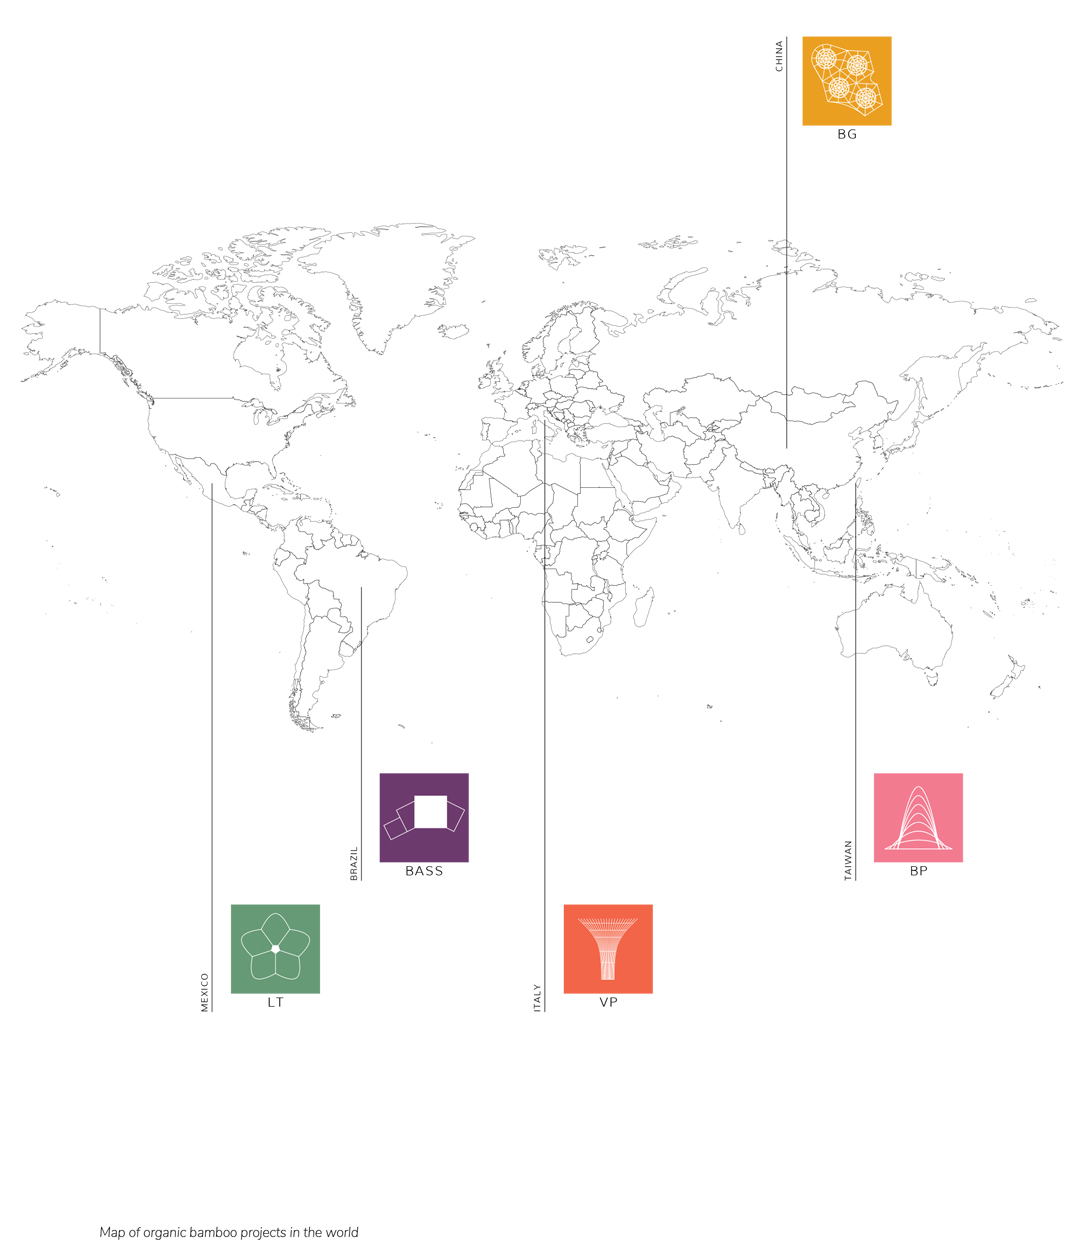 CHINA
BG
BRAZIL
BASS
TAIWAN
BP
MEXICO
LT
ITALY
VP
Map of organic bamboo projects in the world